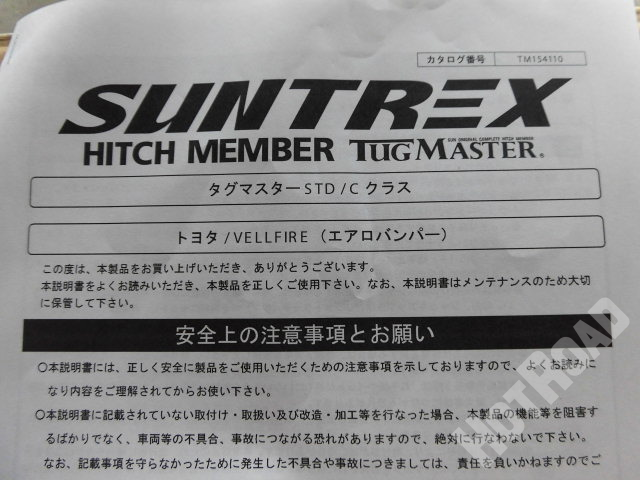 カタログ番号 TM154110
SUNTREX
SUN ORIGINAL COMPLETE HITCH MEMBER
HITCH MEMBER TUGMASTER®
タグマスターSTD/Cクラス
トヨタ/VELLFIRE（エアロバンパー）
この度は、本製品をお買い上げいただき、ありがとうございます。
本説明書をよくお読みいただき、本製品を正しくご使用下さい。なお、本説明書はメンテナンスのため大切
に保管して下さい。
安全上の注意事項とお願い
○本説明書には、正しく安全に製品をご使用いただくための注意事項を示しておりますので、よくお読みに
なり内容をご理解されてからお使い下さい。
○本説明書に記載されていない取付け・取扱い及び改造・加工等を行なった場合、本製品の機能等を阻害す
るばかりでなく、車両等の不具合、事故につながる恐れがありますので、絶対に行なわないで下さい。
なお、記載事項を守らなかったために発生した不具合や事故につきましては、責任を負いかねますのでご
HOT ROAD